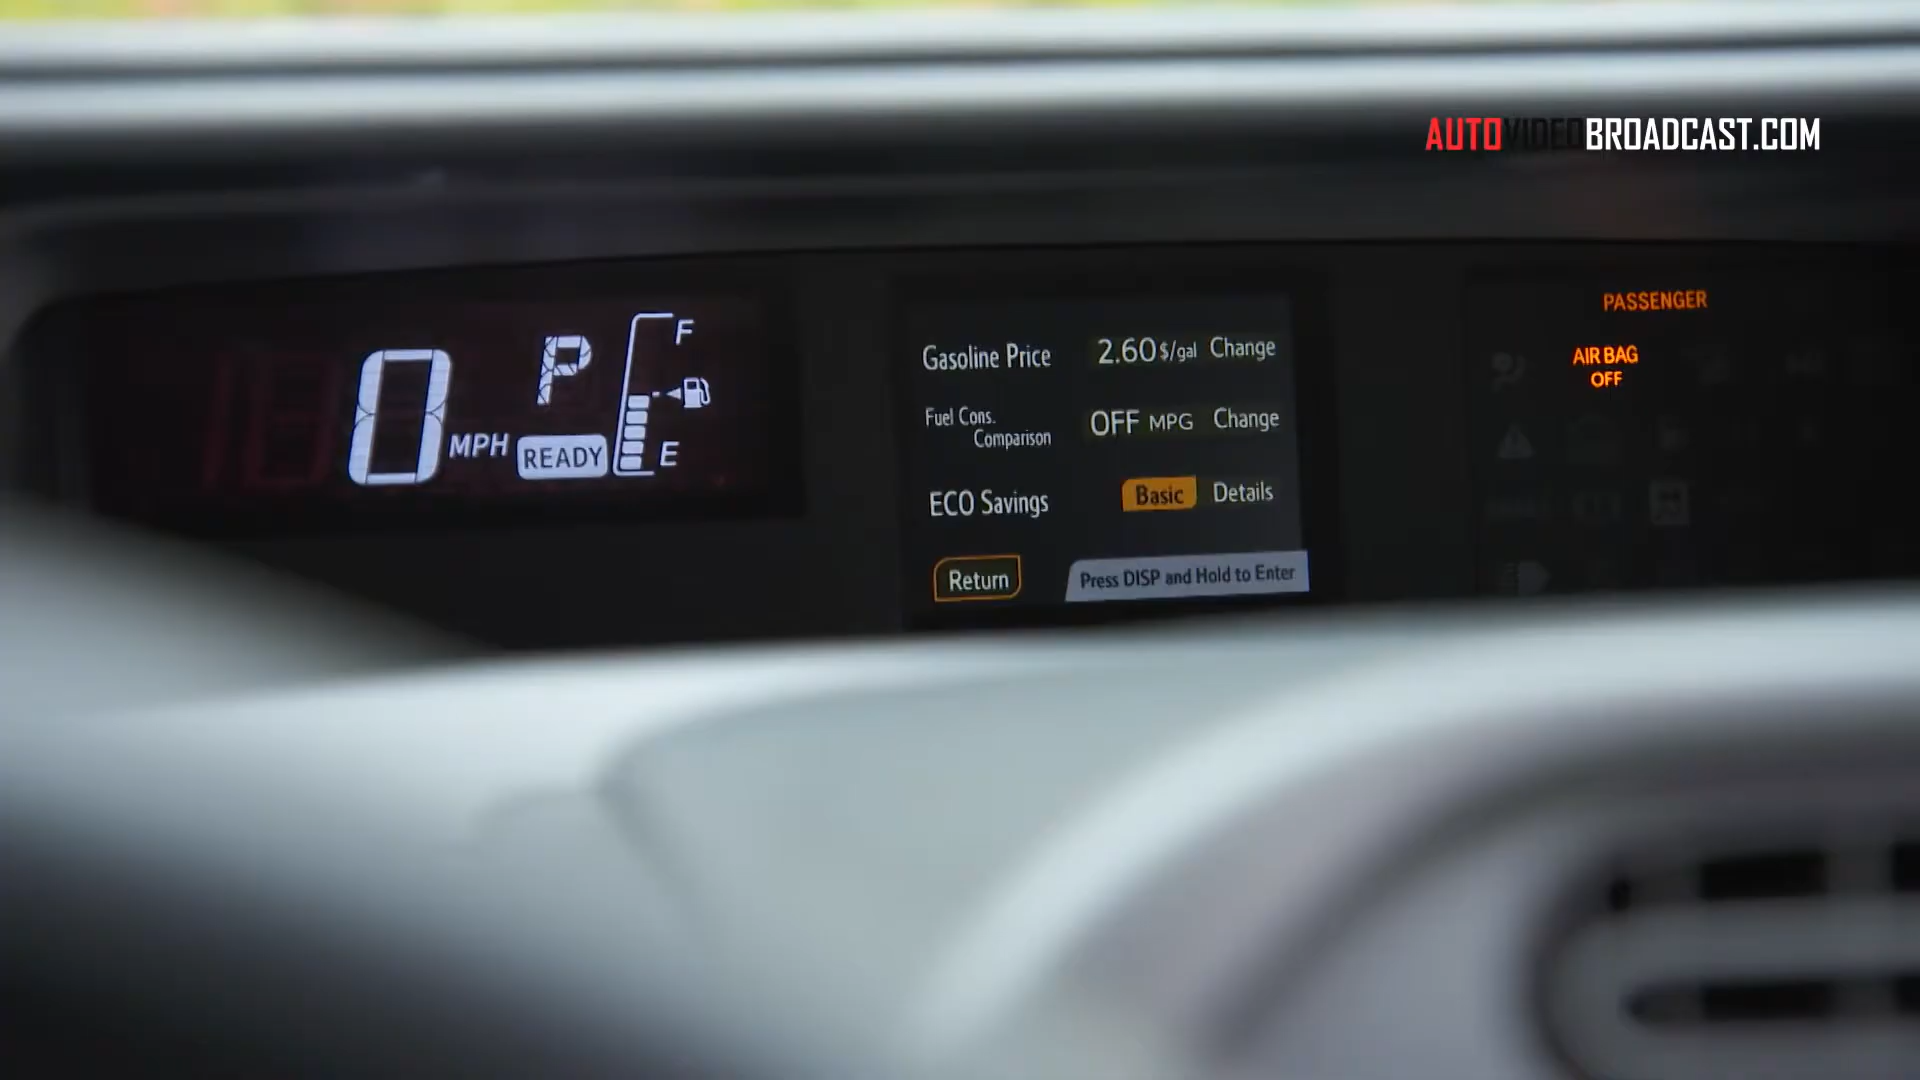 AUTOVIDEOBROADCAST.COM
0 MPH
P
READY
F
E
Gasoline Price 2.60 $/gal Change
Fuel Cons.
Comparison OFF MPG Change
ECO Savings Basic Details
Return Press DISP and Hold to Enter
PASSENGER
AIR BAG
OFF